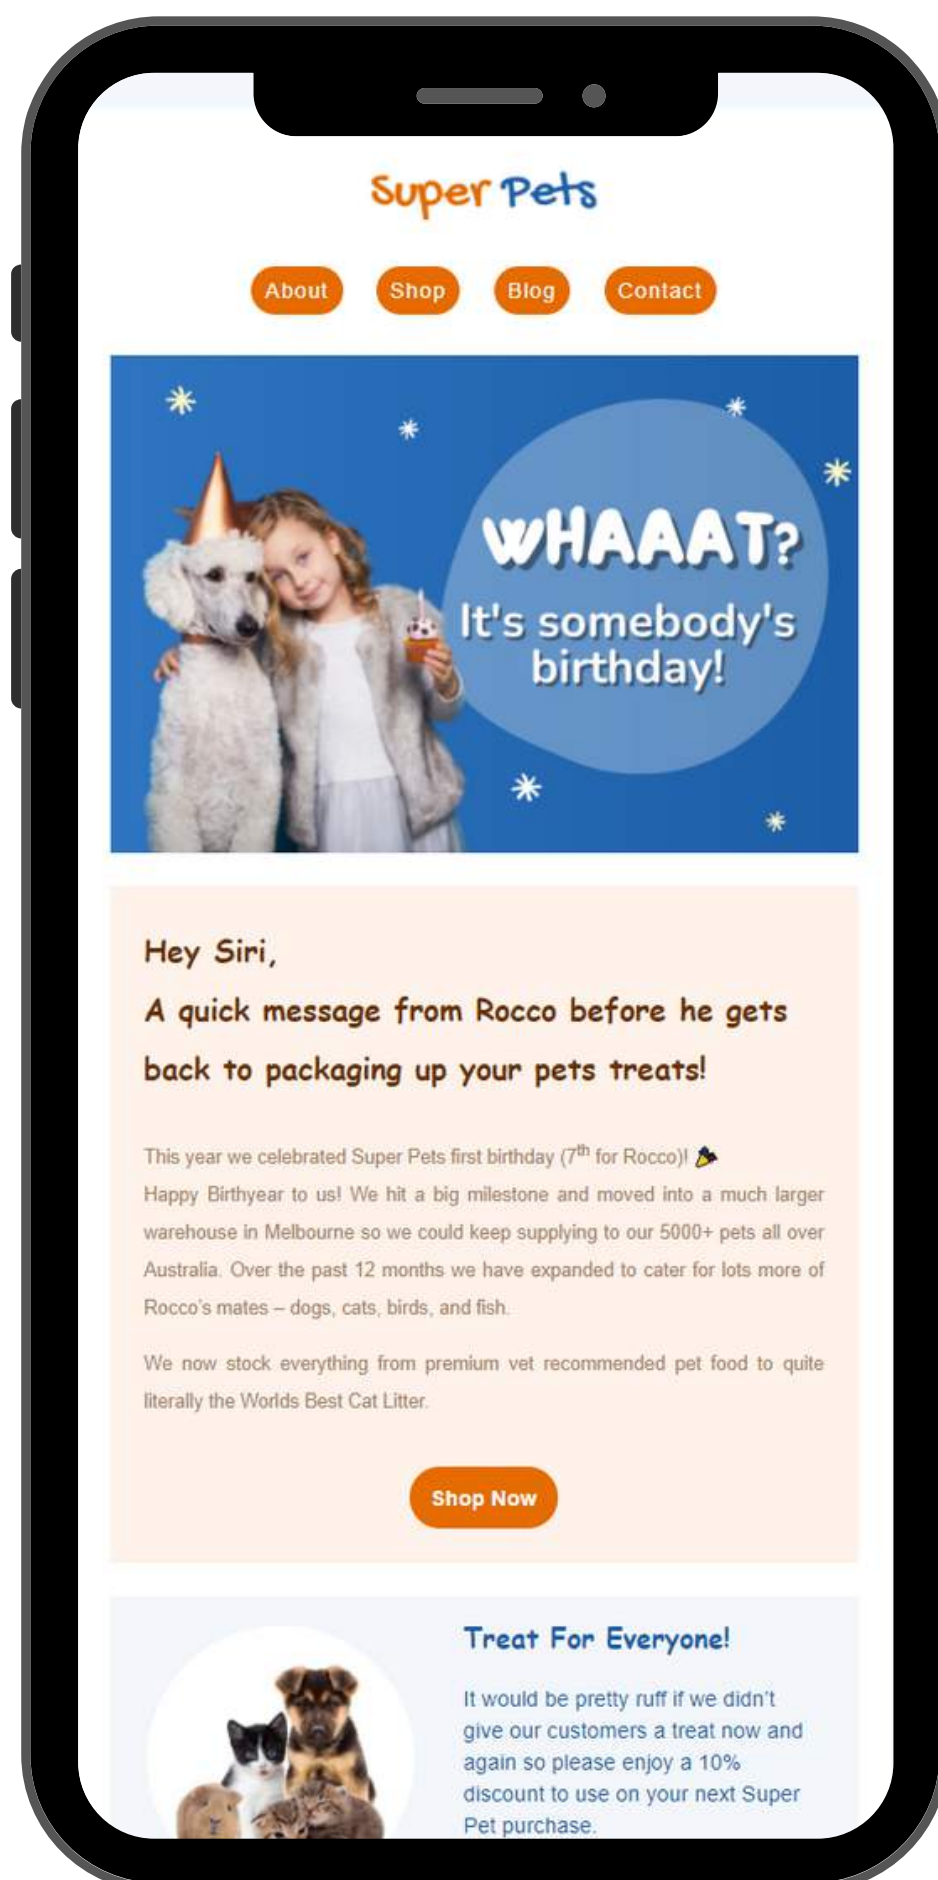 Super Pets
About Shop Blog Contact
WHAAAT?
It's somebody's
birthday!
Hey Siri,
A quick message from Rocco before he gets
back to packaging up your pets treats!
This year we celebrated Super Pets first birthday (7th for Rocco)!
Happy Birthyear to us! We hit a big milestone and moved into a much larger
warehouse in Melbourne so we could keep supplying to our 5000+ pets all over
Australia. Over the past 12 months we have expanded to cater for lots more of
Rocco's mates – dogs, cats, birds, and fish.
We now stock everything from premium vet recommended pet food to quite
literally the Worlds Best Cat Litter.
Shop Now
Treat For Everyone!
It would be pretty ruff if we didn't
give our customers a treat now and
again so please enjoy a 10%
discount to use on your next Super
Pet purchase.